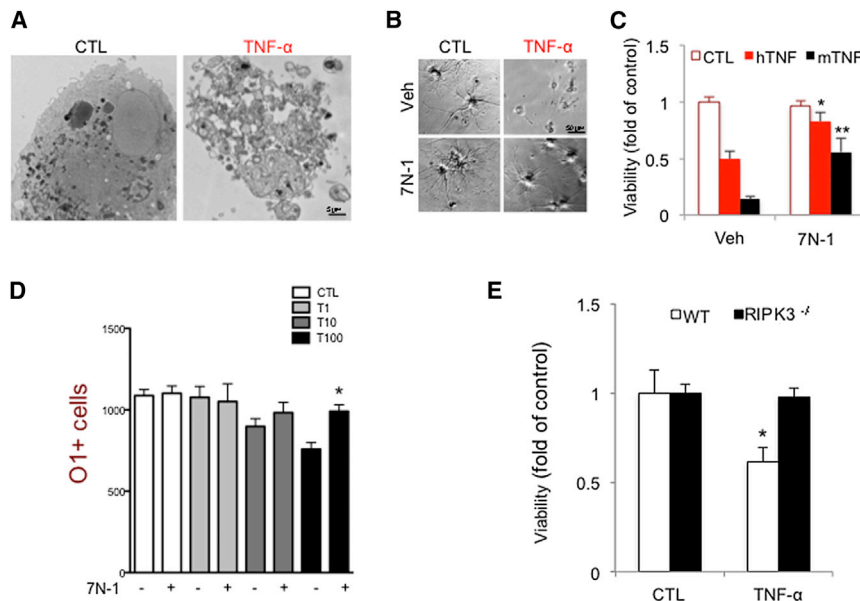 A
CTL
TNF-α
5μm
B
CTL
TNF-α
Veh
7N-1
C
Viability (fold of control)
1.5
1
0.5
0
CTL hTNF mTNF
*
**
Veh 7N-1
D
O1+ cells
1500
1000
500
0
CTL
T1
T10
T100
*
7N-1 - + - + - + - +
E
Viability (fold of control)
1.5
1
0.5
0
WT RIPK3 -/-
*
CTL TNF-α